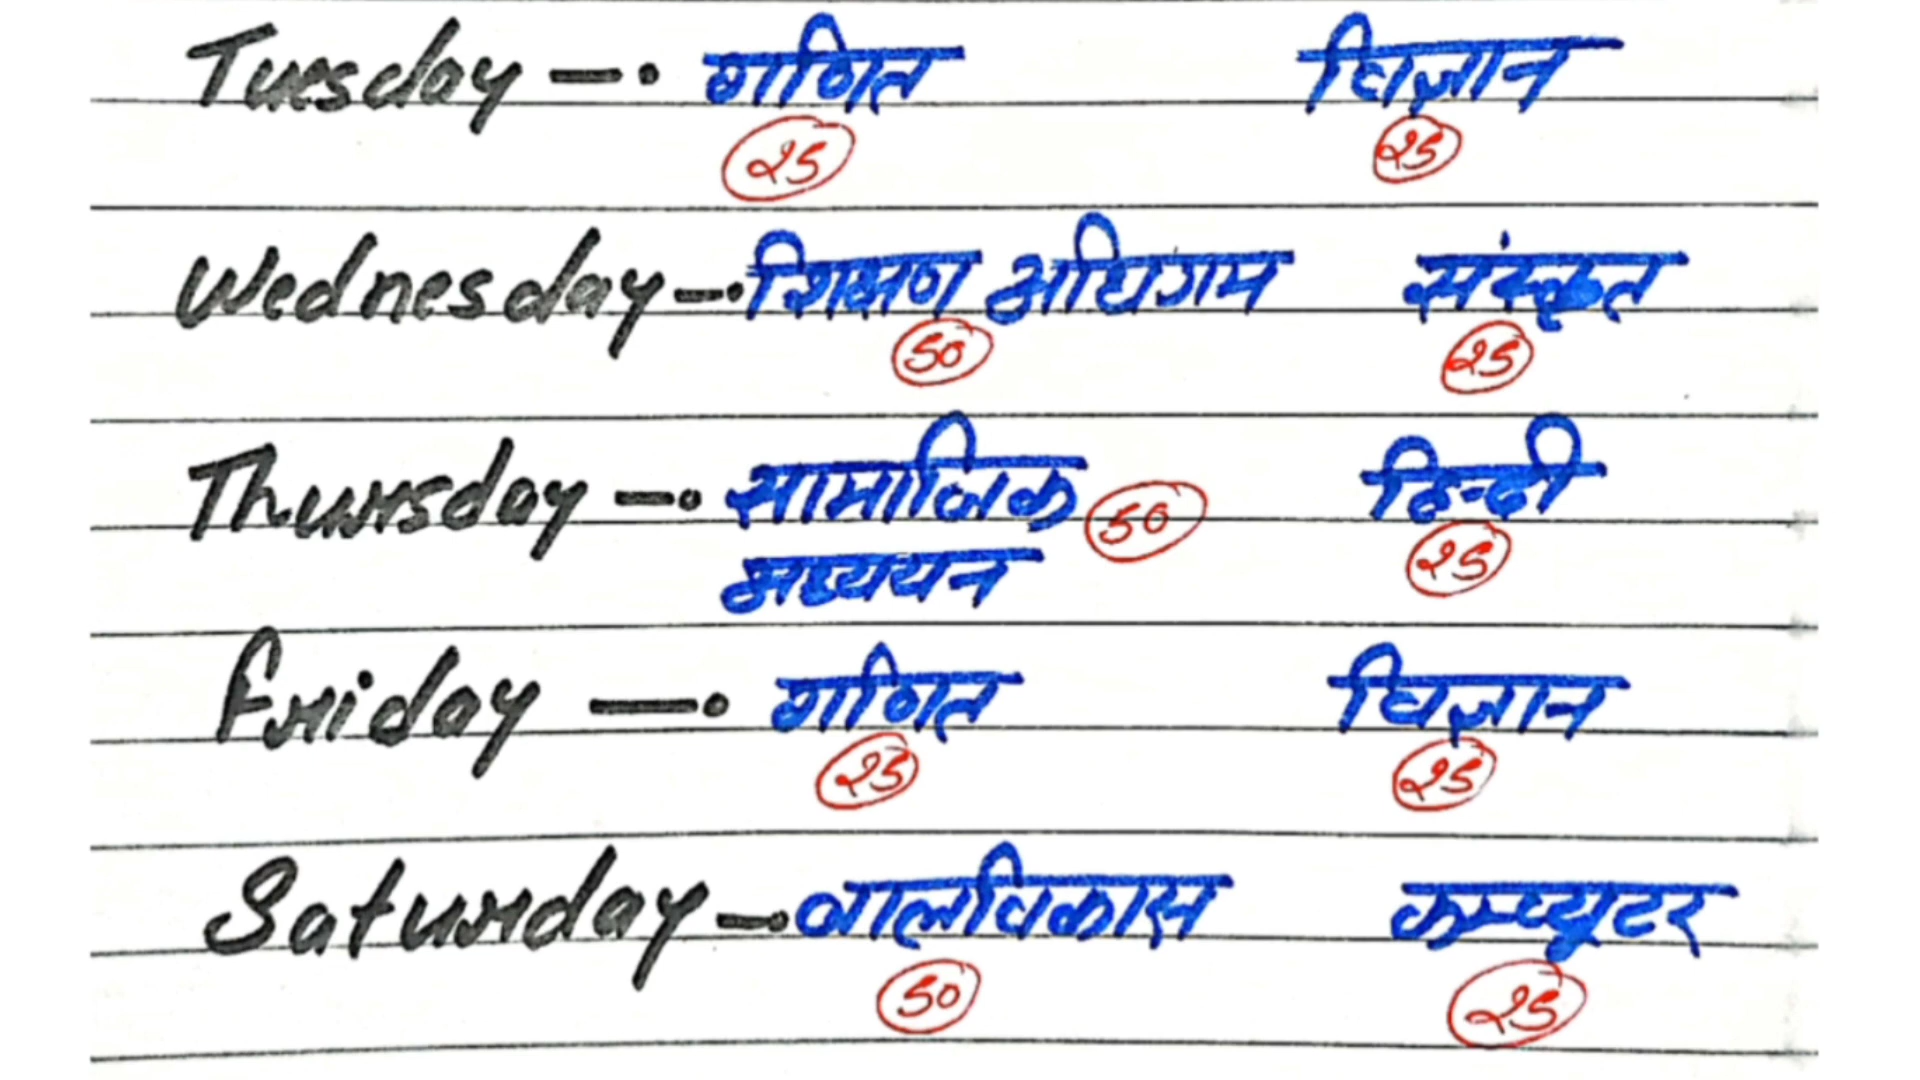 Tuesday —• गणित विज्ञान
25 25
Wednesday —• शिक्षण अधिगम संस्कृत
50 25
Thursday —• सामाजिक 50 हिन्दी
अध्ययन 25
Friday —• गणित विज्ञान
25 25
Saturday —• बालविकास कम्प्यूटर
50 25